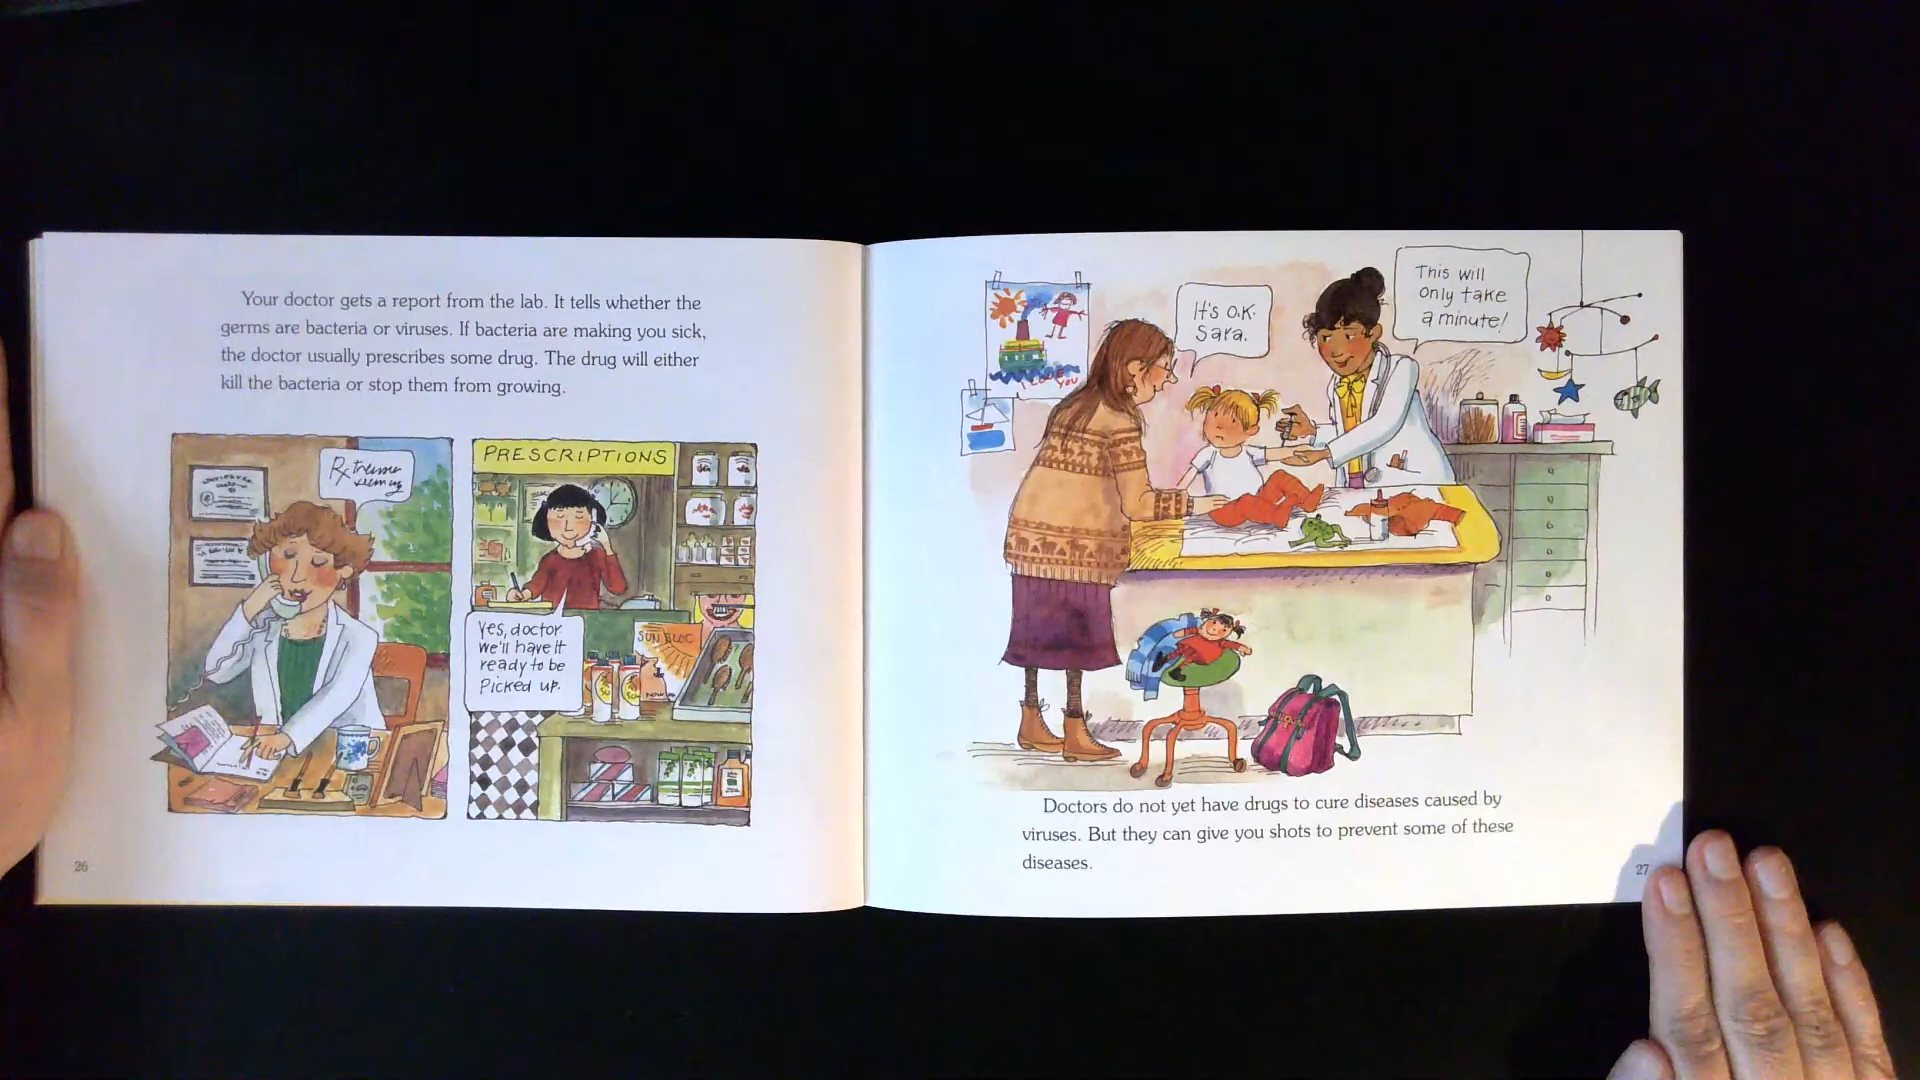 Your doctor gets a report from the lab. It tells whether the
germs are bacteria or viruses. If bacteria are making you sick,
the doctor usually prescribes some drug. The drug will either
kill the bacteria or stop them from growing.
Rx
PRESCRIPTIONS
Yes, doctor
we'll have it
ready to be
Picked up.
SUN BLOC
26
It's O.K.
Sara.
This will
only take
a minute!
I LOVE
YOU
Doctors do not yet have drugs to cure diseases caused by
viruses. But they can give you shots to prevent some of these
diseases.
27